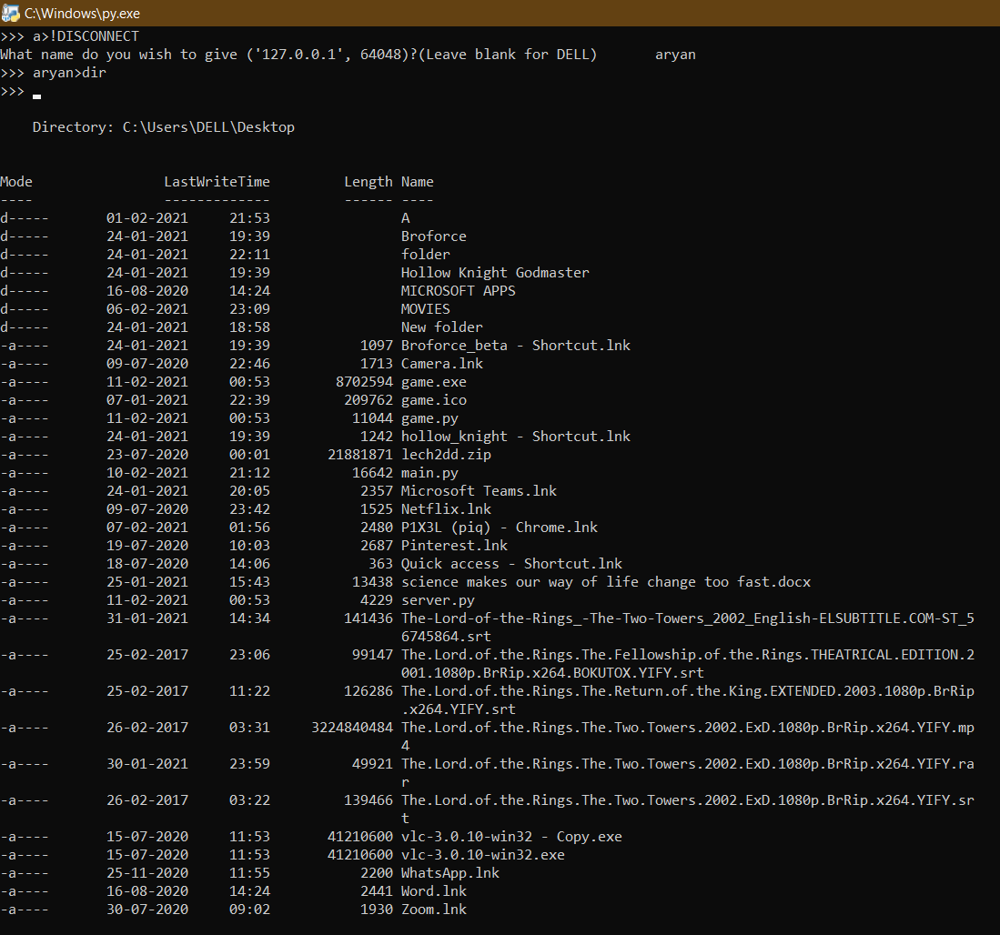 C:\Windows\py.exe
>>> a>!DISCONNECT
What name do you wish to give ('127.0.0.1', 64048)?(Leave blank for DELL)       aryan
>>> aryan>dir
>>>
    Directory: C:\Users\DELL\Desktop
Mode                LastWriteTime         Length Name
----                -------------         ------ ----
d-----       01-02-2021     21:53                A
d-----       24-01-2021     19:39                Broforce
d-----       24-01-2021     22:11                folder
d-----       24-01-2021     19:39                Hollow Knight Godmaster
d-----       16-08-2020     14:24                MICROSOFT APPS
d-----       06-02-2021     23:09                MOVIES
d-----       24-01-2021     18:58                New folder
-a----       24-01-2021     19:39           1097 Broforce_beta - Shortcut.lnk
-a----       09-07-2020     22:46           1713 Camera.lnk
-a----       11-02-2021     00:53        8702594 game.exe
-a----       07-01-2021     22:39         209762 game.ico
-a----       11-02-2021     00:53          11044 game.py
-a----       24-01-2021     19:39           1242 hollow_knight - Shortcut.lnk
-a----       23-07-2020     00:01       21881871 lech2dd.zip
-a----       10-02-2021     21:12          16642 main.py
-a----       24-01-2021     20:05           2357 Microsoft Teams.lnk
-a----       09-07-2020     23:42           1525 Netflix.lnk
-a----       07-02-2021     01:56           2480 P1X3L (piq) - Chrome.lnk
-a----       19-07-2020     10:03           2687 Pinterest.lnk
-a----       18-07-2020     14:06            363 Quick access - Shortcut.lnk
-a----       25-01-2021     15:43          13438 science makes our way of life change too fast.docx
-a----       11-02-2021     00:53           4229 server.py
-a----       31-01-2021     14:34         141436 The-Lord-of-the-Rings_-The-Two-Towers_2002_English-ELSUBTITLE.COM-ST_5
                                                 6745864.srt
-a----       25-02-2017     23:06          99147 The.Lord.of.the.Rings.The.Fellowship.of.the.Rings.THEATRICAL.EDITION.2
                                                 001.1080p.BrRip.x264.BOKUTOX.YIFY.srt
-a----       25-02-2017     11:22         126286 The.Lord.of.the.Rings.The.Return.of.the.King.EXTENDED.2003.1080p.BrRip
                                                 .x264.YIFY.srt
-a----       26-02-2017     03:31     3224840484 The.Lord.of.the.Rings.The.Two.Towers.2002.ExD.1080p.BrRip.x264.YIFY.mp
                                                 4
-a----       30-01-2021     23:59          49921 The.Lord.of.the.Rings.The.Two.Towers.2002.ExD.1080p.BrRip.x264.YIFY.ra
                                                 r
-a----       26-02-2017     03:22         139466 The.Lord.of.the.Rings.The.Two.Towers.2002.ExD.1080p.BrRip.x264.YIFY.sr
                                                 t
-a----       15-07-2020     11:53       41210600 vlc-3.0.10-win32 - Copy.exe
-a----       15-07-2020     11:53       41210600 vlc-3.0.10-win32.exe
-a----       25-11-2020     11:55           2200 WhatsApp.lnk
-a----       16-08-2020     14:24           2441 Word.lnk
-a----       30-07-2020     09:02           1930 Zoom.lnk